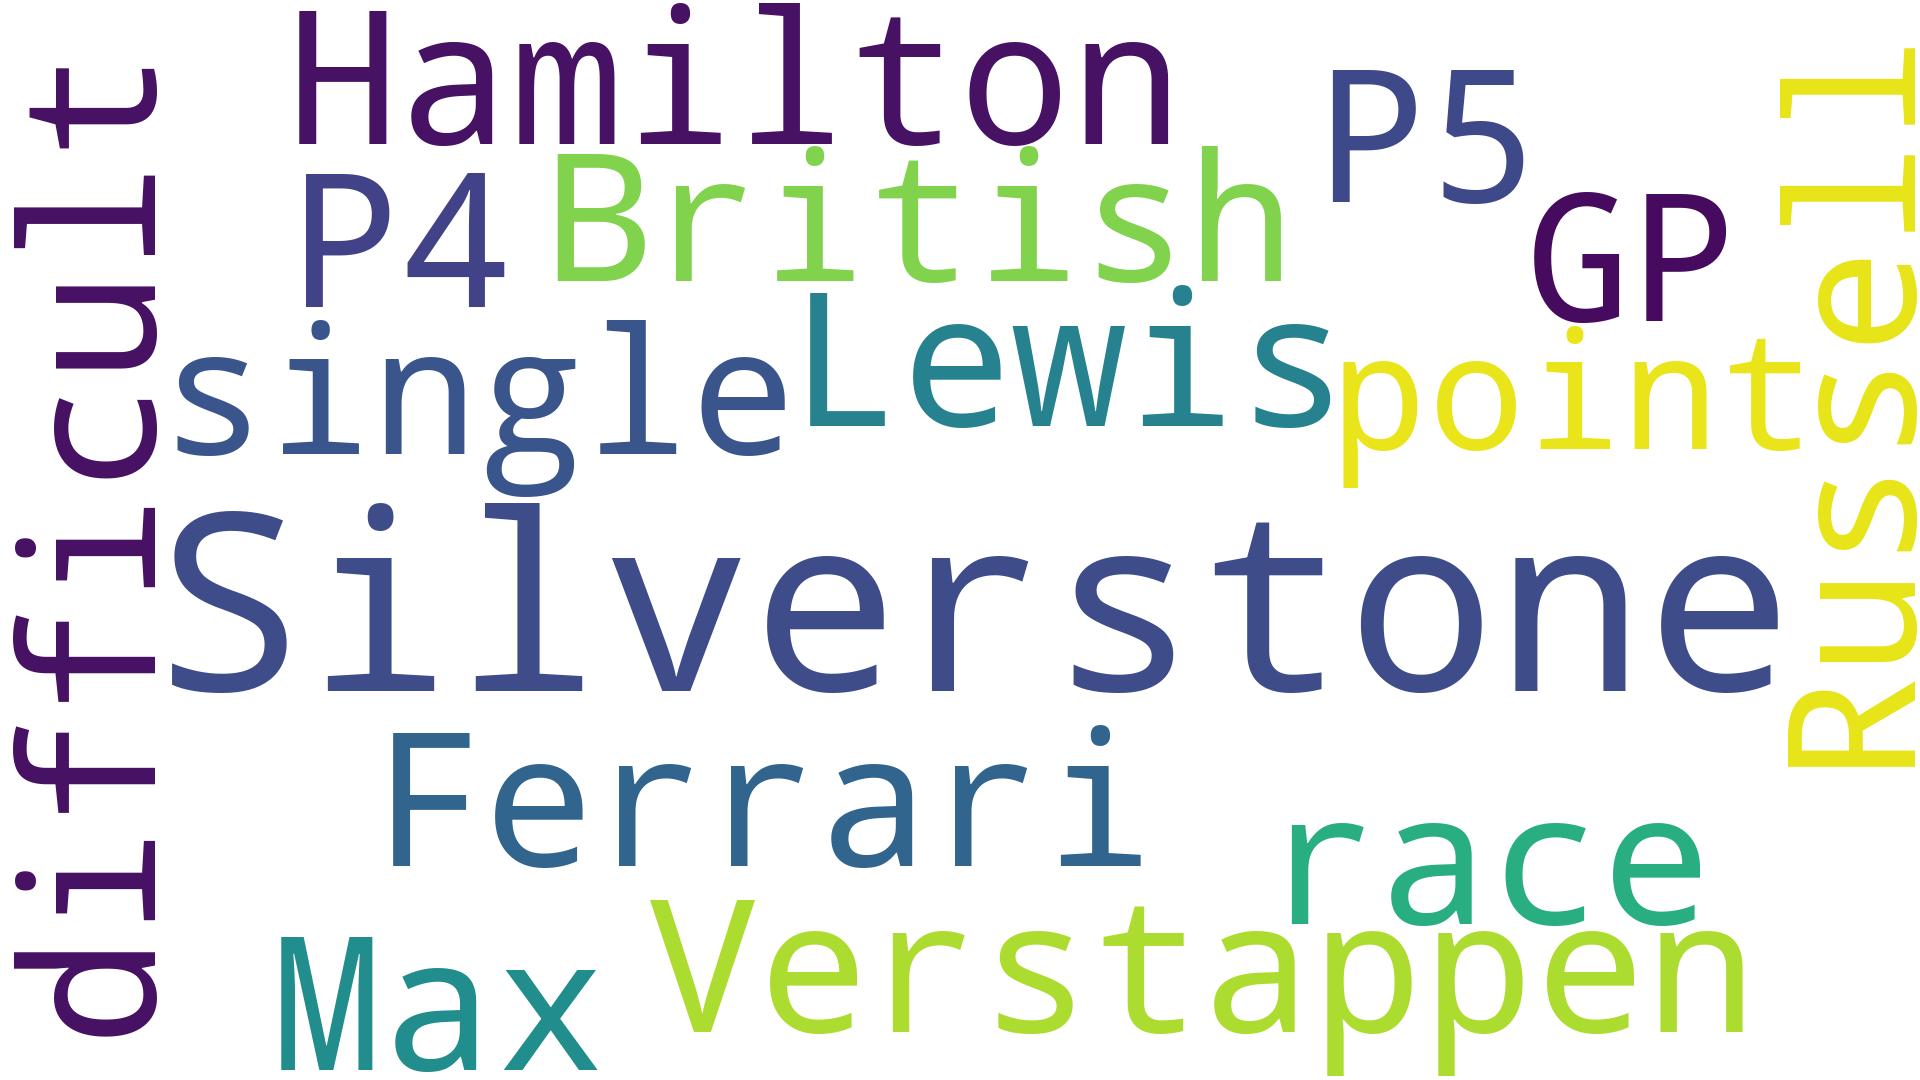 difficult
Hamilton
P5
Russell
P4
British
GP
single
Lewis
point
Silverstone
Ferrari
race
Max
Verstappen